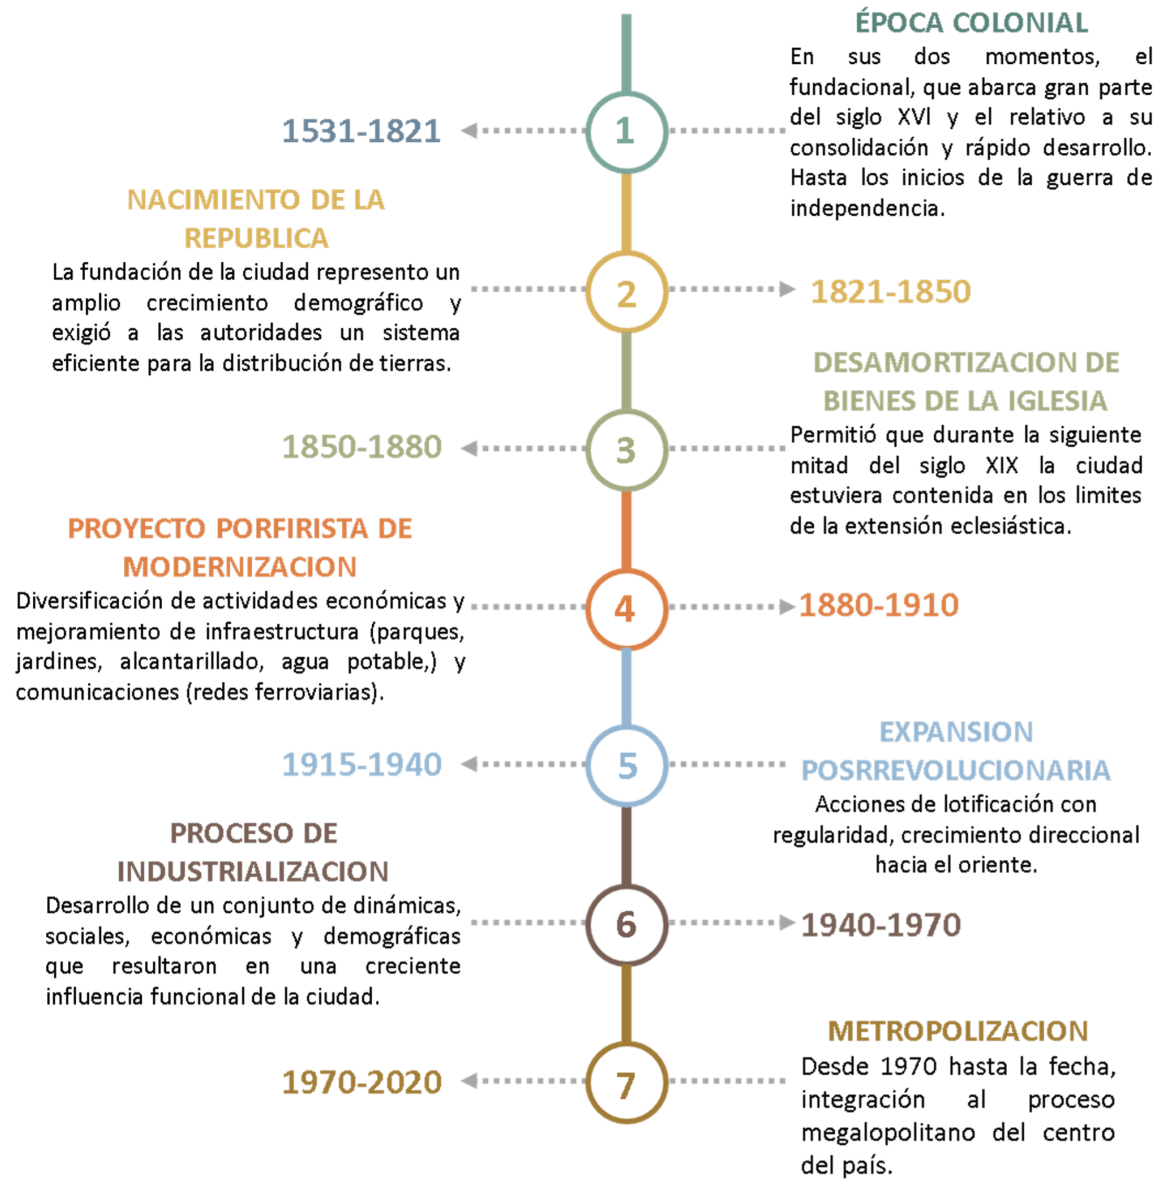 ÉPOCA COLONIAL
En sus dos momentos, el
fundacional, que abarca gran parte
del siglo XVI y el relativo a su
consolidación y rápido desarrollo.
Hasta los inicios de la guerra de
independencia.
1
1531-1821
NACIMIENTO DE LA
REPUBLICA
La fundación de la ciudad represento un
amplio crecimiento demográfico y
exigió a las autoridades un sistema
eficiente para la distribución de tierras.
2
1821-1850
DESAMORTIZACION DE
BIENES DE LA IGLESIA
Permitió que durante la siguiente
mitad del siglo XIX la ciudad
estuviera contenida en los limites
de la extensión eclesiástica.
3
1850-1880
PROYECTO PORFIRISTA DE
MODERNIZACION
Diversificación de actividades económicas y
mejoramiento de infraestructura (parques,
jardines, alcantarillado, agua potable,) y
comunicaciones (redes ferroviarias).
4
1880-1910
EXPANSION
POSRREVOLUCIONARIA
Acciones de lotificación con
regularidad, crecimiento direccional
hacia el oriente.
5
1915-1940
PROCESO DE
INDUSTRIALIZACION
Desarrollo de un conjunto de dinámicas,
sociales, económicas y demográficas
que resultaron en una creciente
influencia funcional de la ciudad.
6
1940-1970
METROPOLIZACION
Desde 1970 hasta la fecha,
integración al proceso
megalopolitano del centro
del país.
7
1970-2020